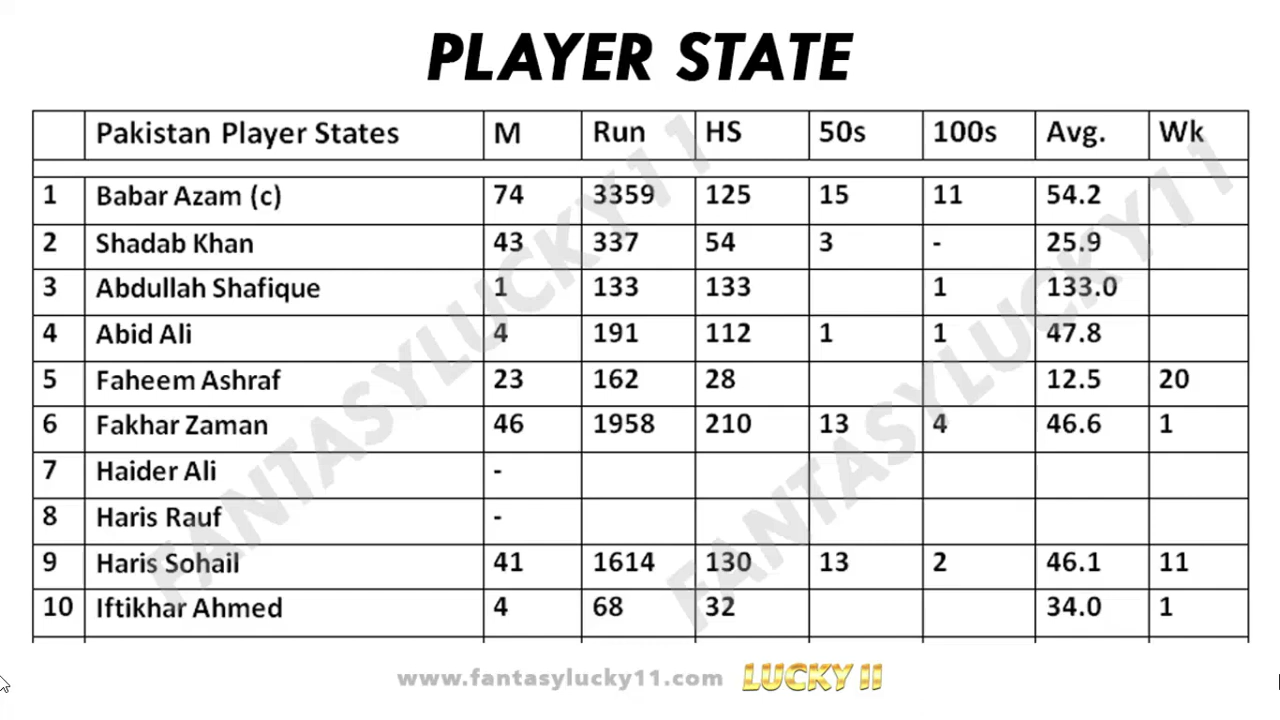 PLAYER STATE
Pakistan Player States M Run HS 50s 100s Avg. Wk
1 Babar Azam (c) 74 3359 125 15 11 54.2
2 Shadab Khan 43 337 54 3 - 25.9
3 Abdullah Shafique 1 133 133 1 133.0
4 Abid Ali 4 191 112 1 1 47.8
5 Faheem Ashraf 23 162 28 12.5 20
6 Fakhar Zaman 46 1958 210 13 4 46.6 1
7 Haider Ali -
8 Haris Rauf -
9 Haris Sohail 41 1614 130 13 2 46.1 11
10 Iftikhar Ahmed 4 68 32 34.0 1
FANTASYLUCKY11
FANTASYLUCKY11
www.fantasylucky11.com LUCKY 11